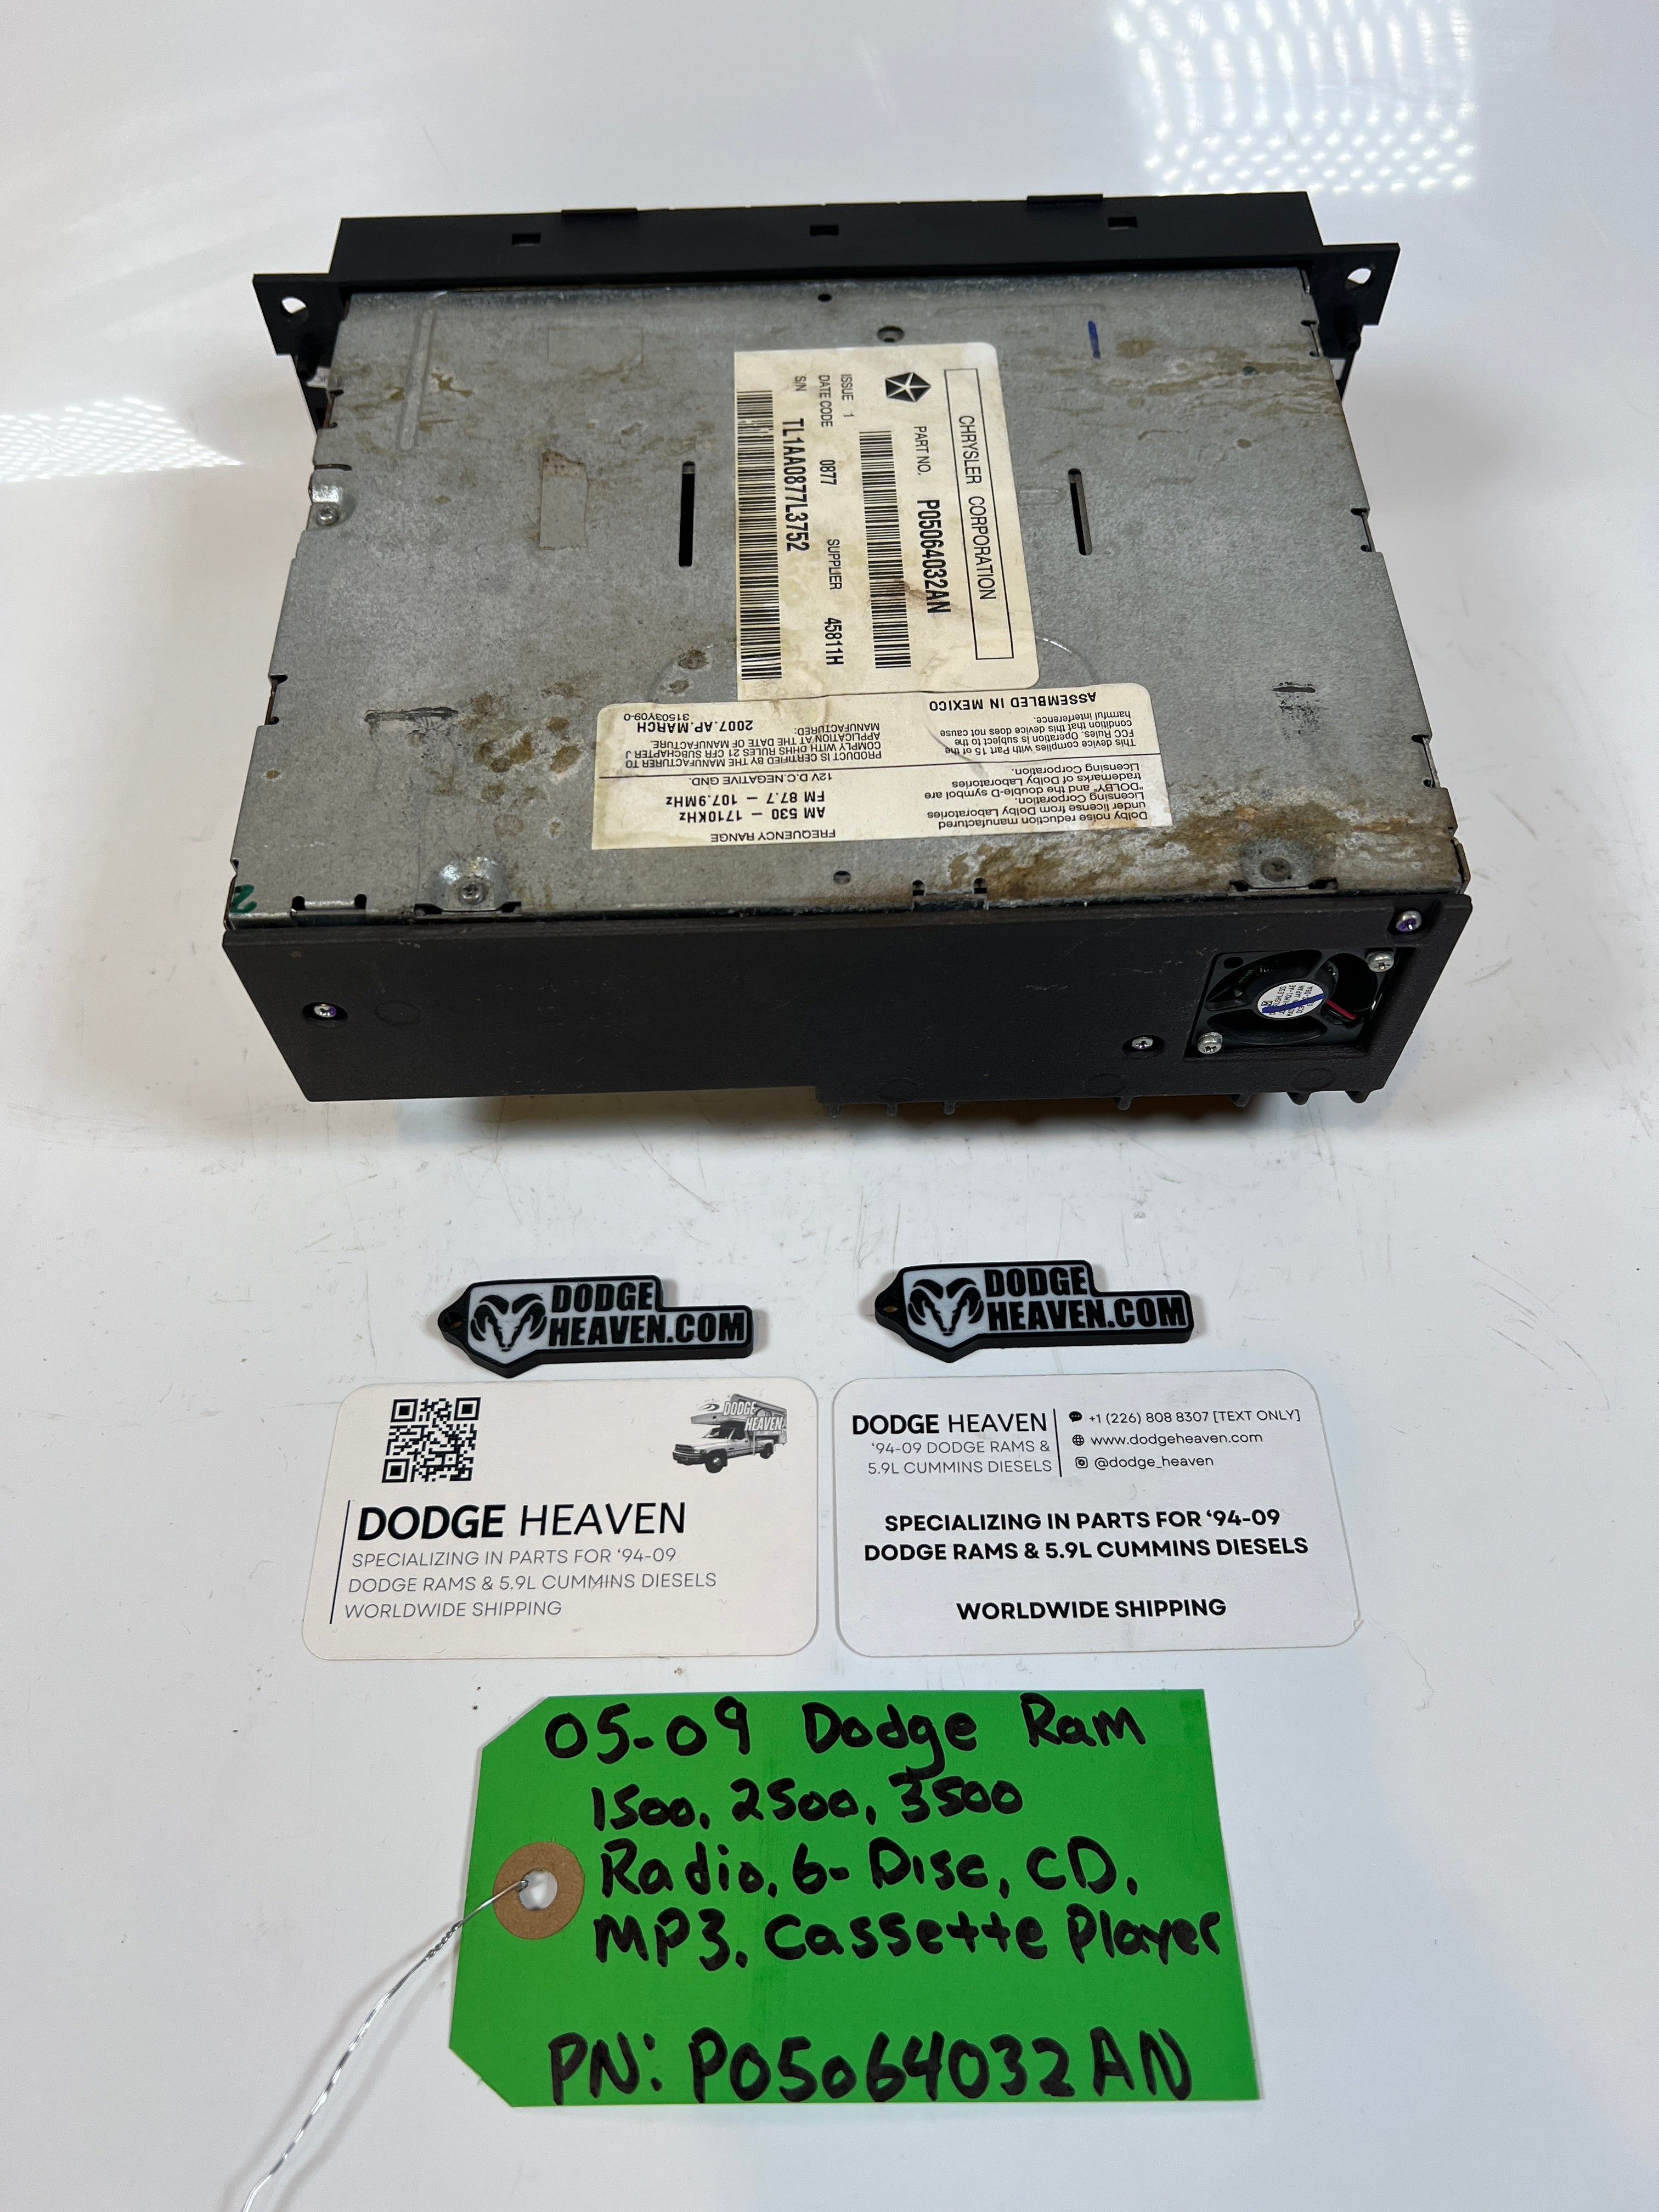 CHRYSLER CORPORATION
PART NO. P05064032AN
ISSUE 1
DATE CODE 0877 SUPPLIER 45811H
S/N TL1AA0877L3752
FREQUENCY RANGE
AM 530 – 1710KHz
FM 87.7 – 107.9MHz
12V D.C.NEGATIVE GND.
PRODUCT IS CERTIFIED BY THE MANUFACTURER TO
COMPLY WITH DHHS RULES 21 CFR SUBCHAPTER J
APPLICATION AT THE DATE OF MANUFACTURE.
MANUFACTURED: 2007.AP.MARCH
31503Y09-0
Dolby noise reduction manufactured
under license from Dolby Laboratories
Licensing Corporation.
"DOLBY" and the double-D symbol are
trademarks of Dolby Laboratories
Licensing Corporation.
This device complies with Part 15 of the
FCC Rules. Operation is subject to the
condition that this device does not cause
harmful interference.
ASSEMBLED IN MEXICO
2
DODGE
HEAVEN.COM
DODGE
HEAVEN.COM
DODGE
HEAVEN
DODGE HEAVEN
SPECIALIZING IN PARTS FOR ‘94-09
DODGE RAMS & 5.9L CUMMINS DIESELS
WORLDWIDE SHIPPING
DODGE HEAVEN
‘94-09 DODGE RAMS &
5.9L CUMMINS DIESELS
+1 (226) 808 8307 [TEXT ONLY]
www.dodgeheaven.com
@dodge_heaven
SPECIALIZING IN PARTS FOR ‘94-09
DODGE RAMS & 5.9L CUMMINS DIESELS
WORLDWIDE SHIPPING
05-09 Dodge Ram
1500, 2500, 3500
Radio, 6-Disc, CD,
MP3, Cassette Player
PN: P05064032AN